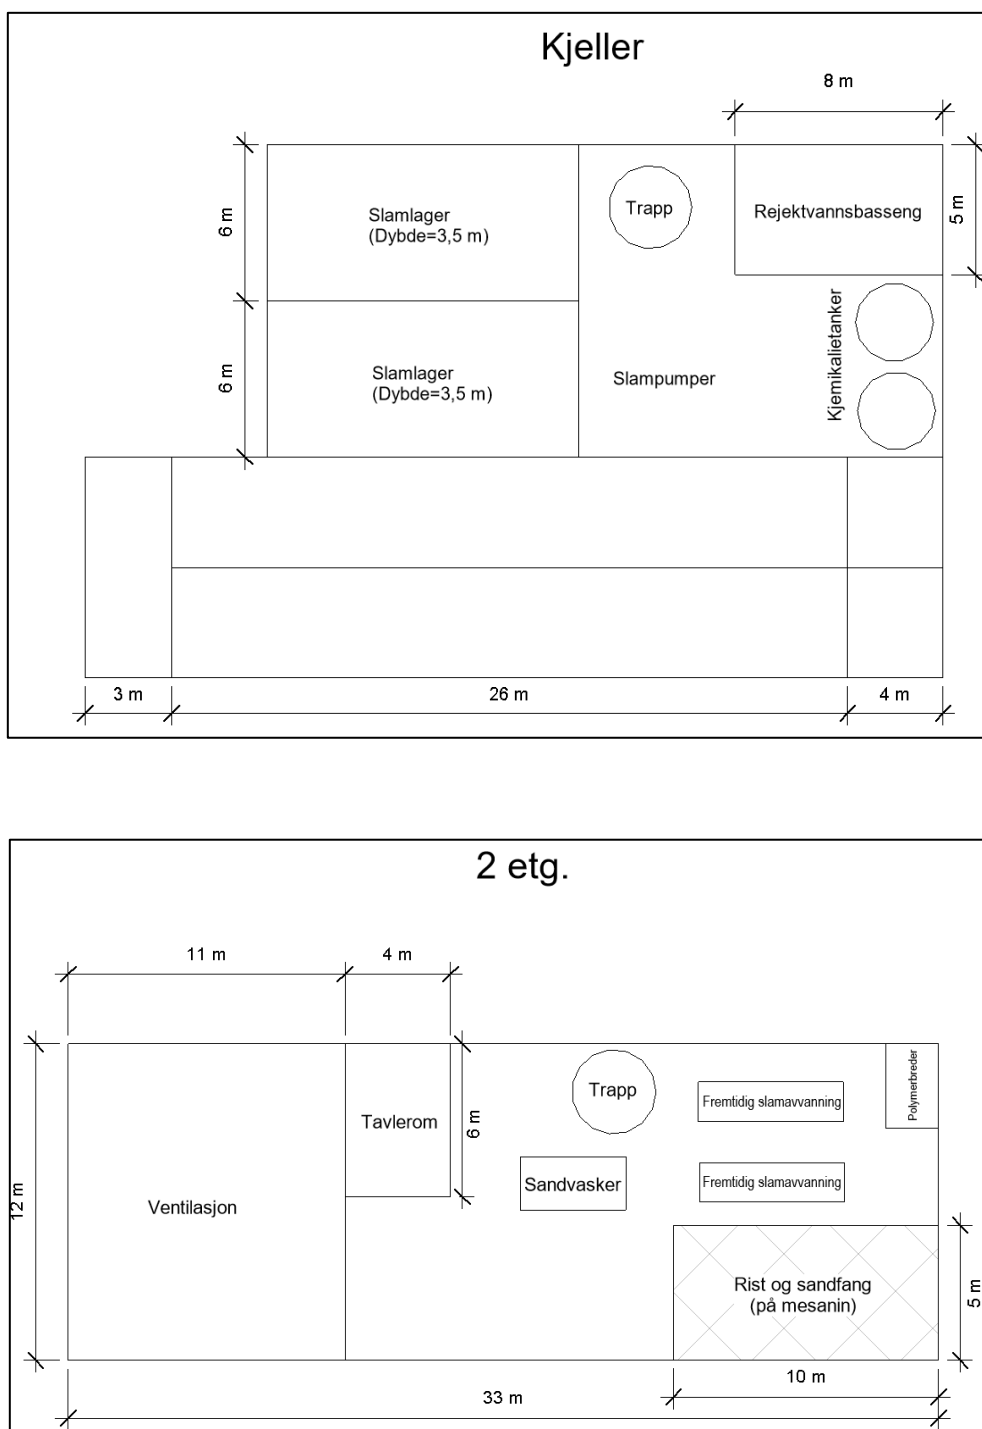 Kjeller
8 m
6 m
Slamlager
(Dybde=3,5 m)
Trapp
Rejektvannsbasseng
5 m
6 m
Slamlager
(Dybde=3,5 m)
Slampumper
Kjemikalietanker
3 m
26 m
4 m
2 etg.
11 m
4 m
12 m
Ventilasjon
Tavlerom
6 m
Trapp
Sandvasker
Fremtidig slamavvanning
Fremtidig slamavvanning
Polymerbreder
Rist og sandfang
(på mesanin)
5 m
10 m
33 m